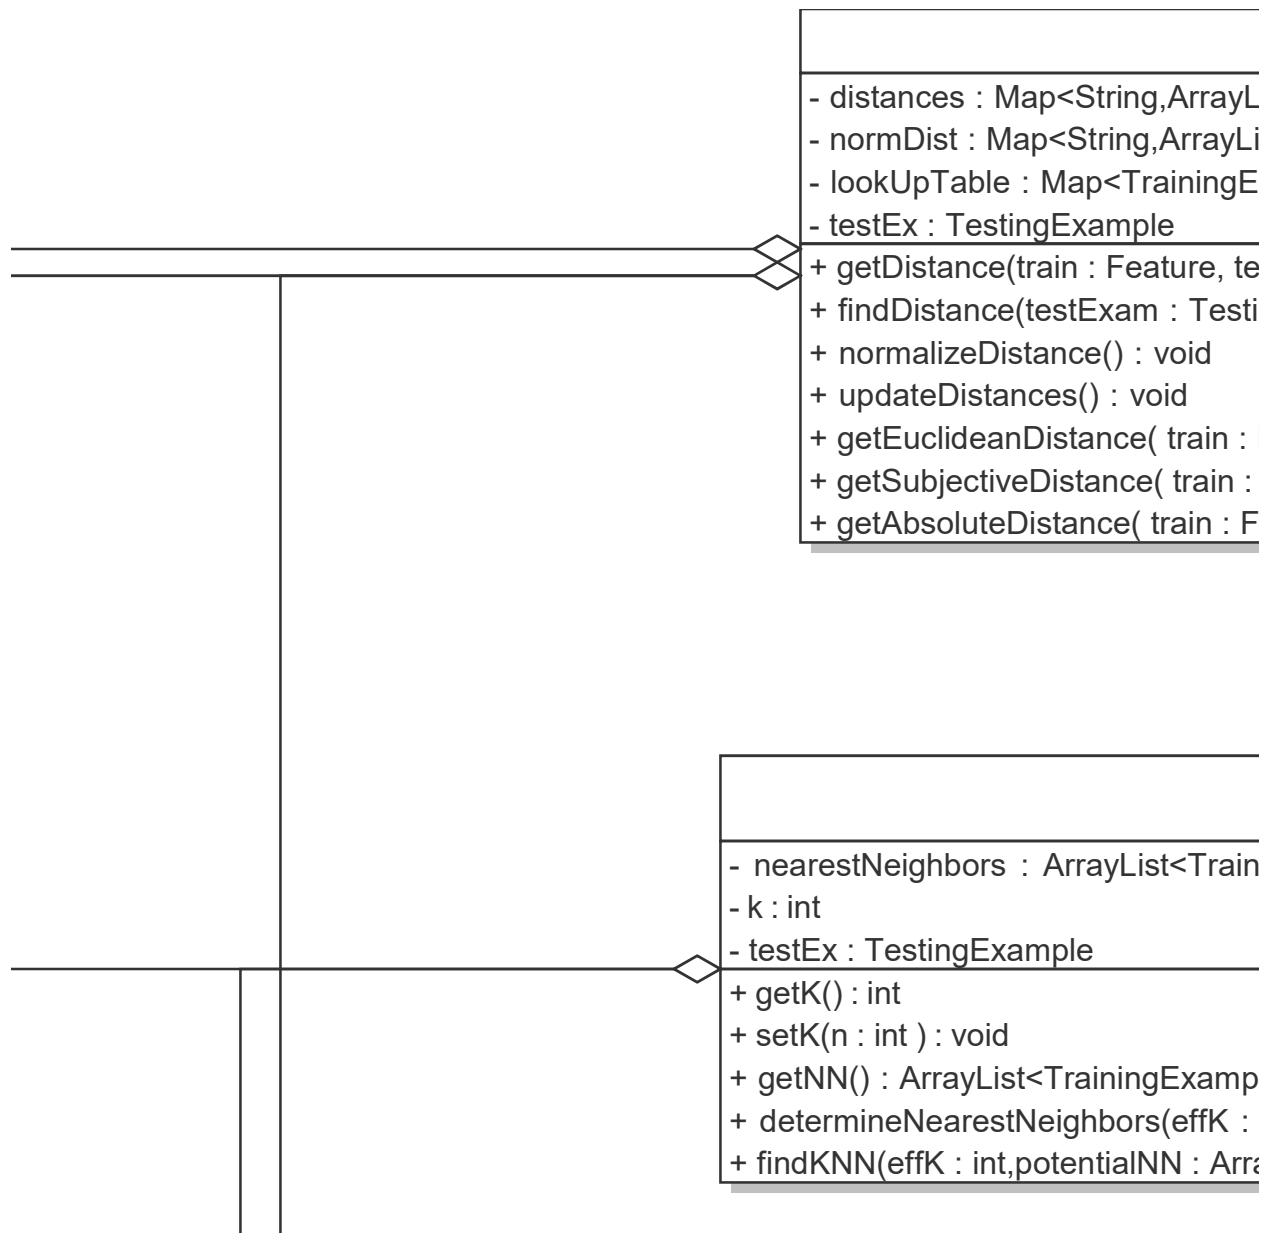 - distances : Map<String,ArrayL
- normDist : Map<String,ArrayLi
- lookUpTable : Map<TrainingE
- testEx : TestingExample
+ getDistance(train : Feature, te
+ findDistance(testExam : Testi
+ normalizeDistance() : void
+ updateDistances() : void
+ getEuclideanDistance( train :
+ getSubjectiveDistance( train :
+ getAbsoluteDistance( train : F
- nearestNeighbors : ArrayList<Train
- k : int
- testEx : TestingExample
+ getK() : int
+ setK(n : int ) : void
+ getNN() : ArrayList<TrainingExamp
+ determineNearestNeighbors(effK :
+ findKNN(effK : int,potentialNN : Arra